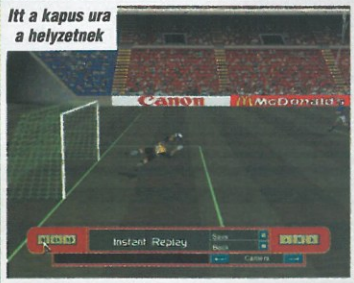 Itt a kapus ura
a helyzetnek
Canon
McDonald's
Instant Replay
Save
Back
Camera